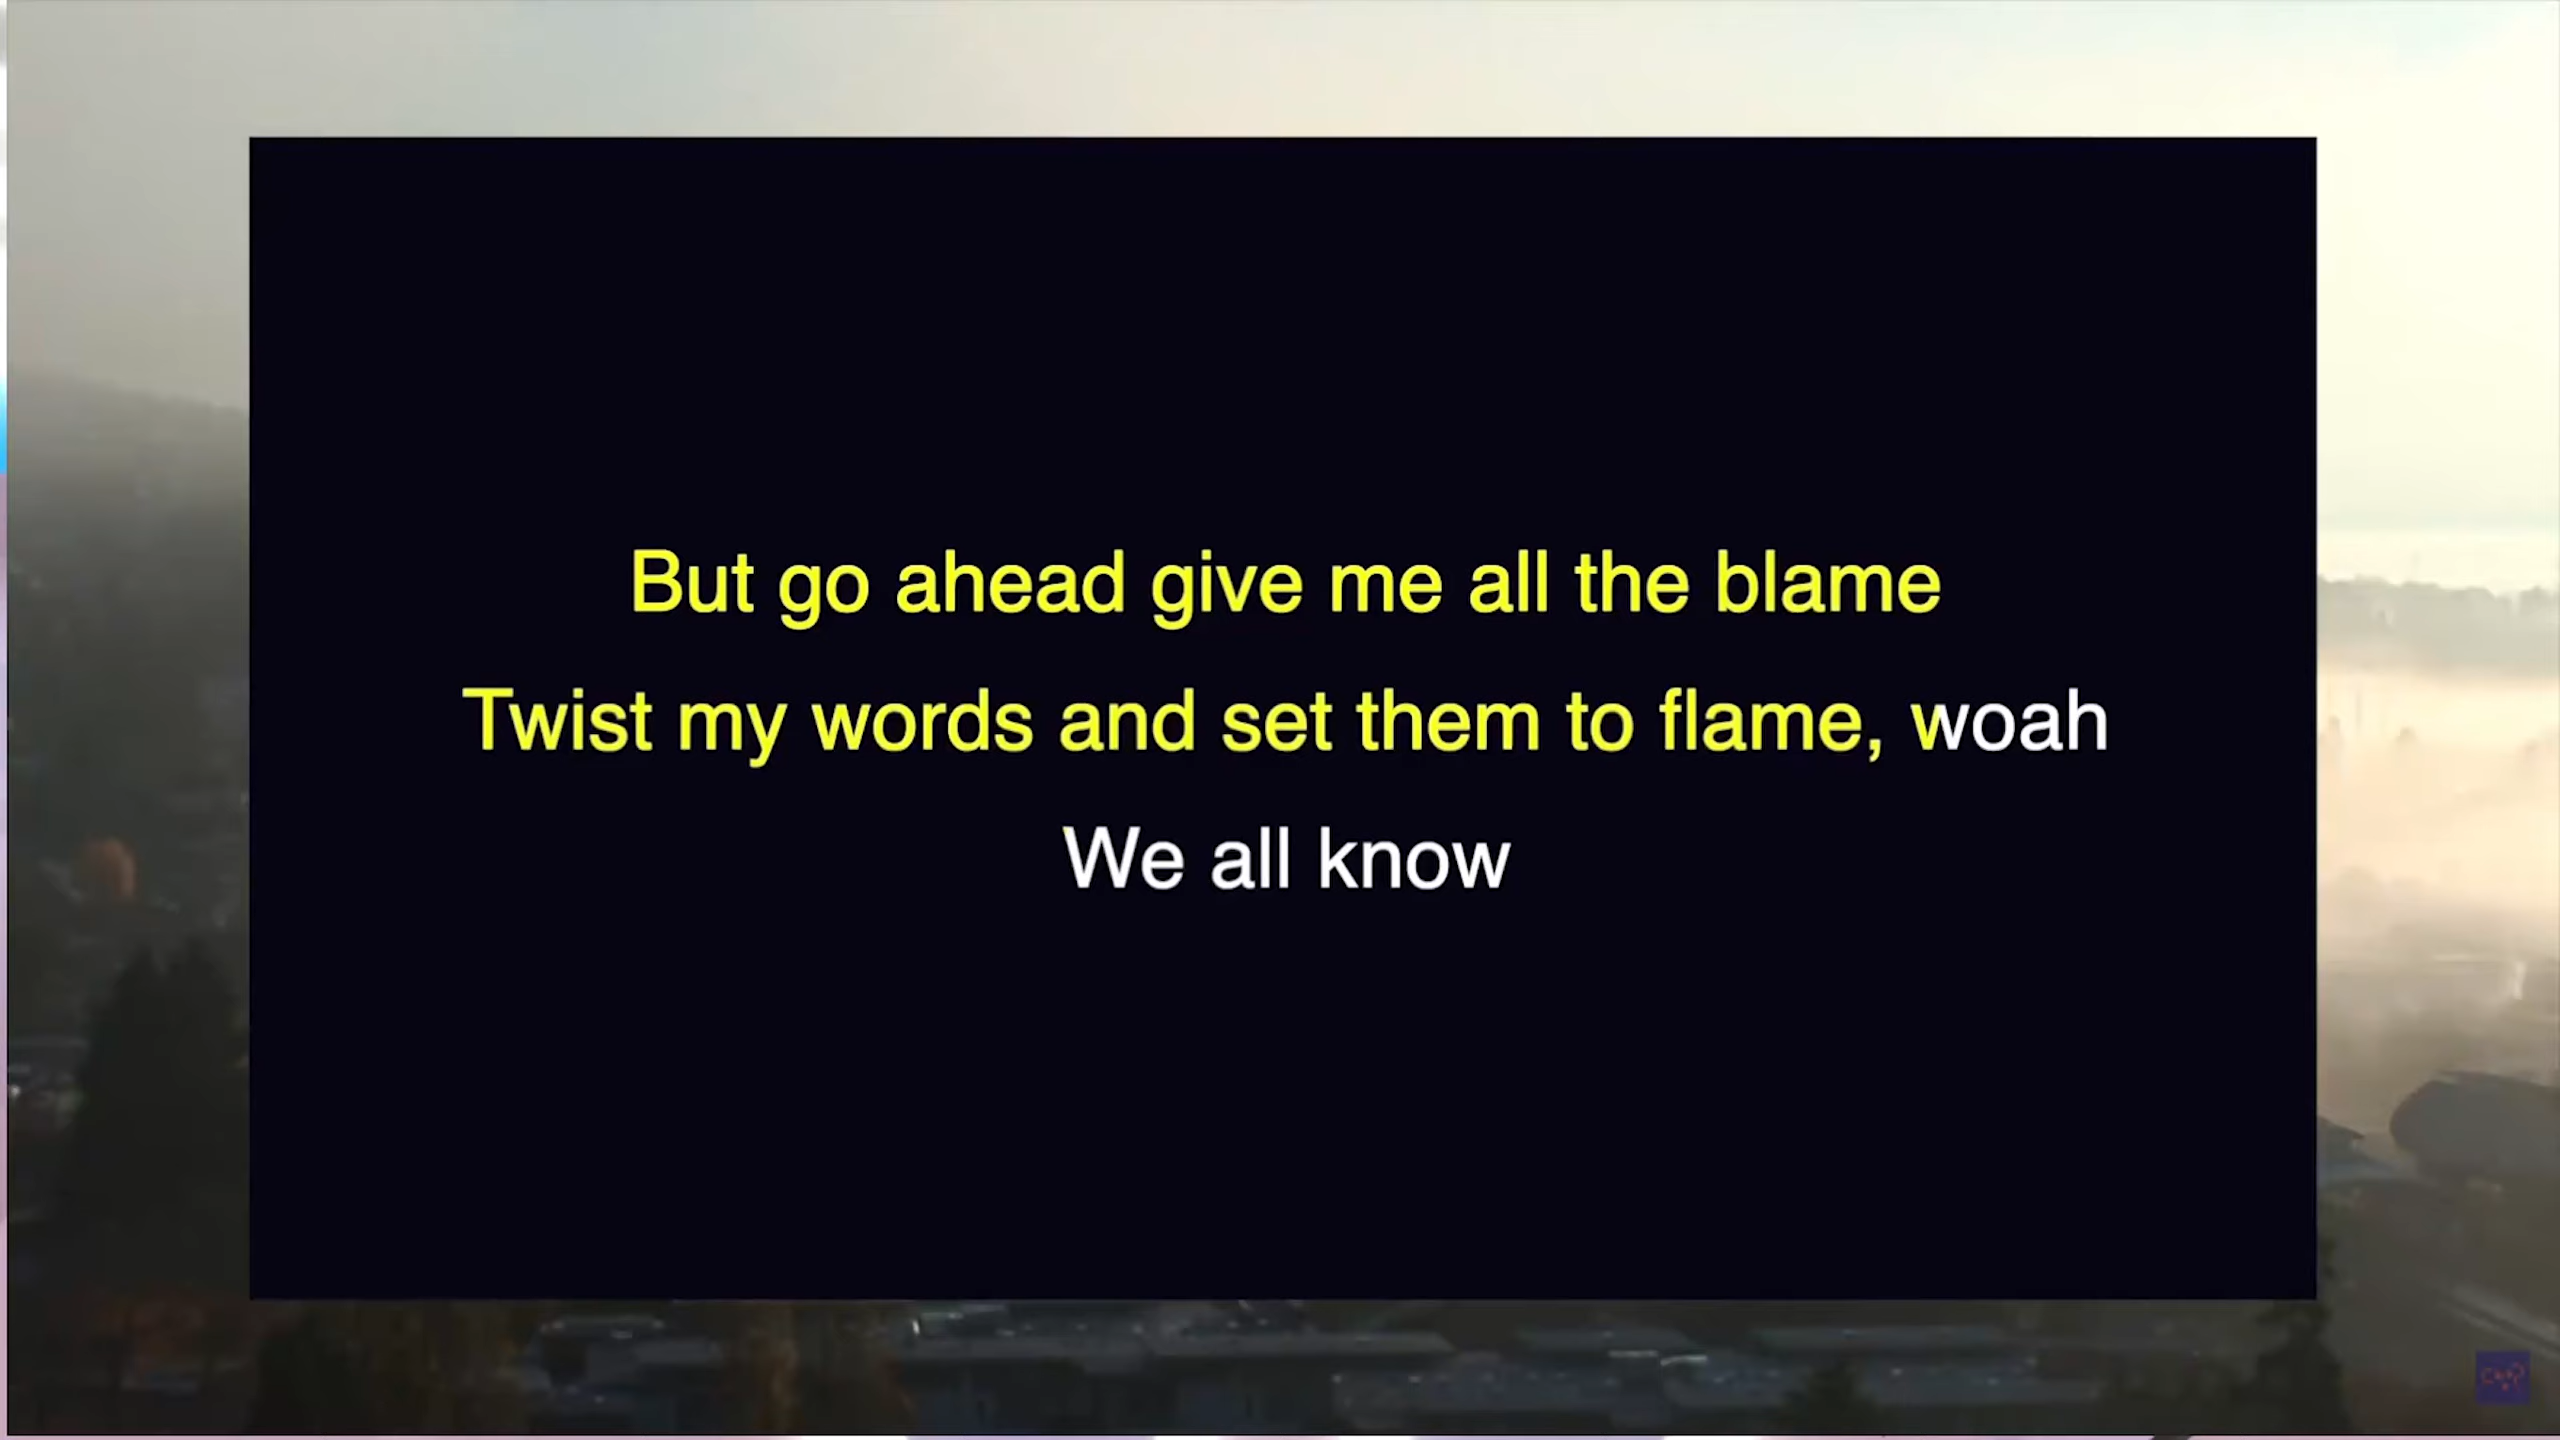 But go ahead give me all the blame
Twist my words and set them to flame, woah
We all know